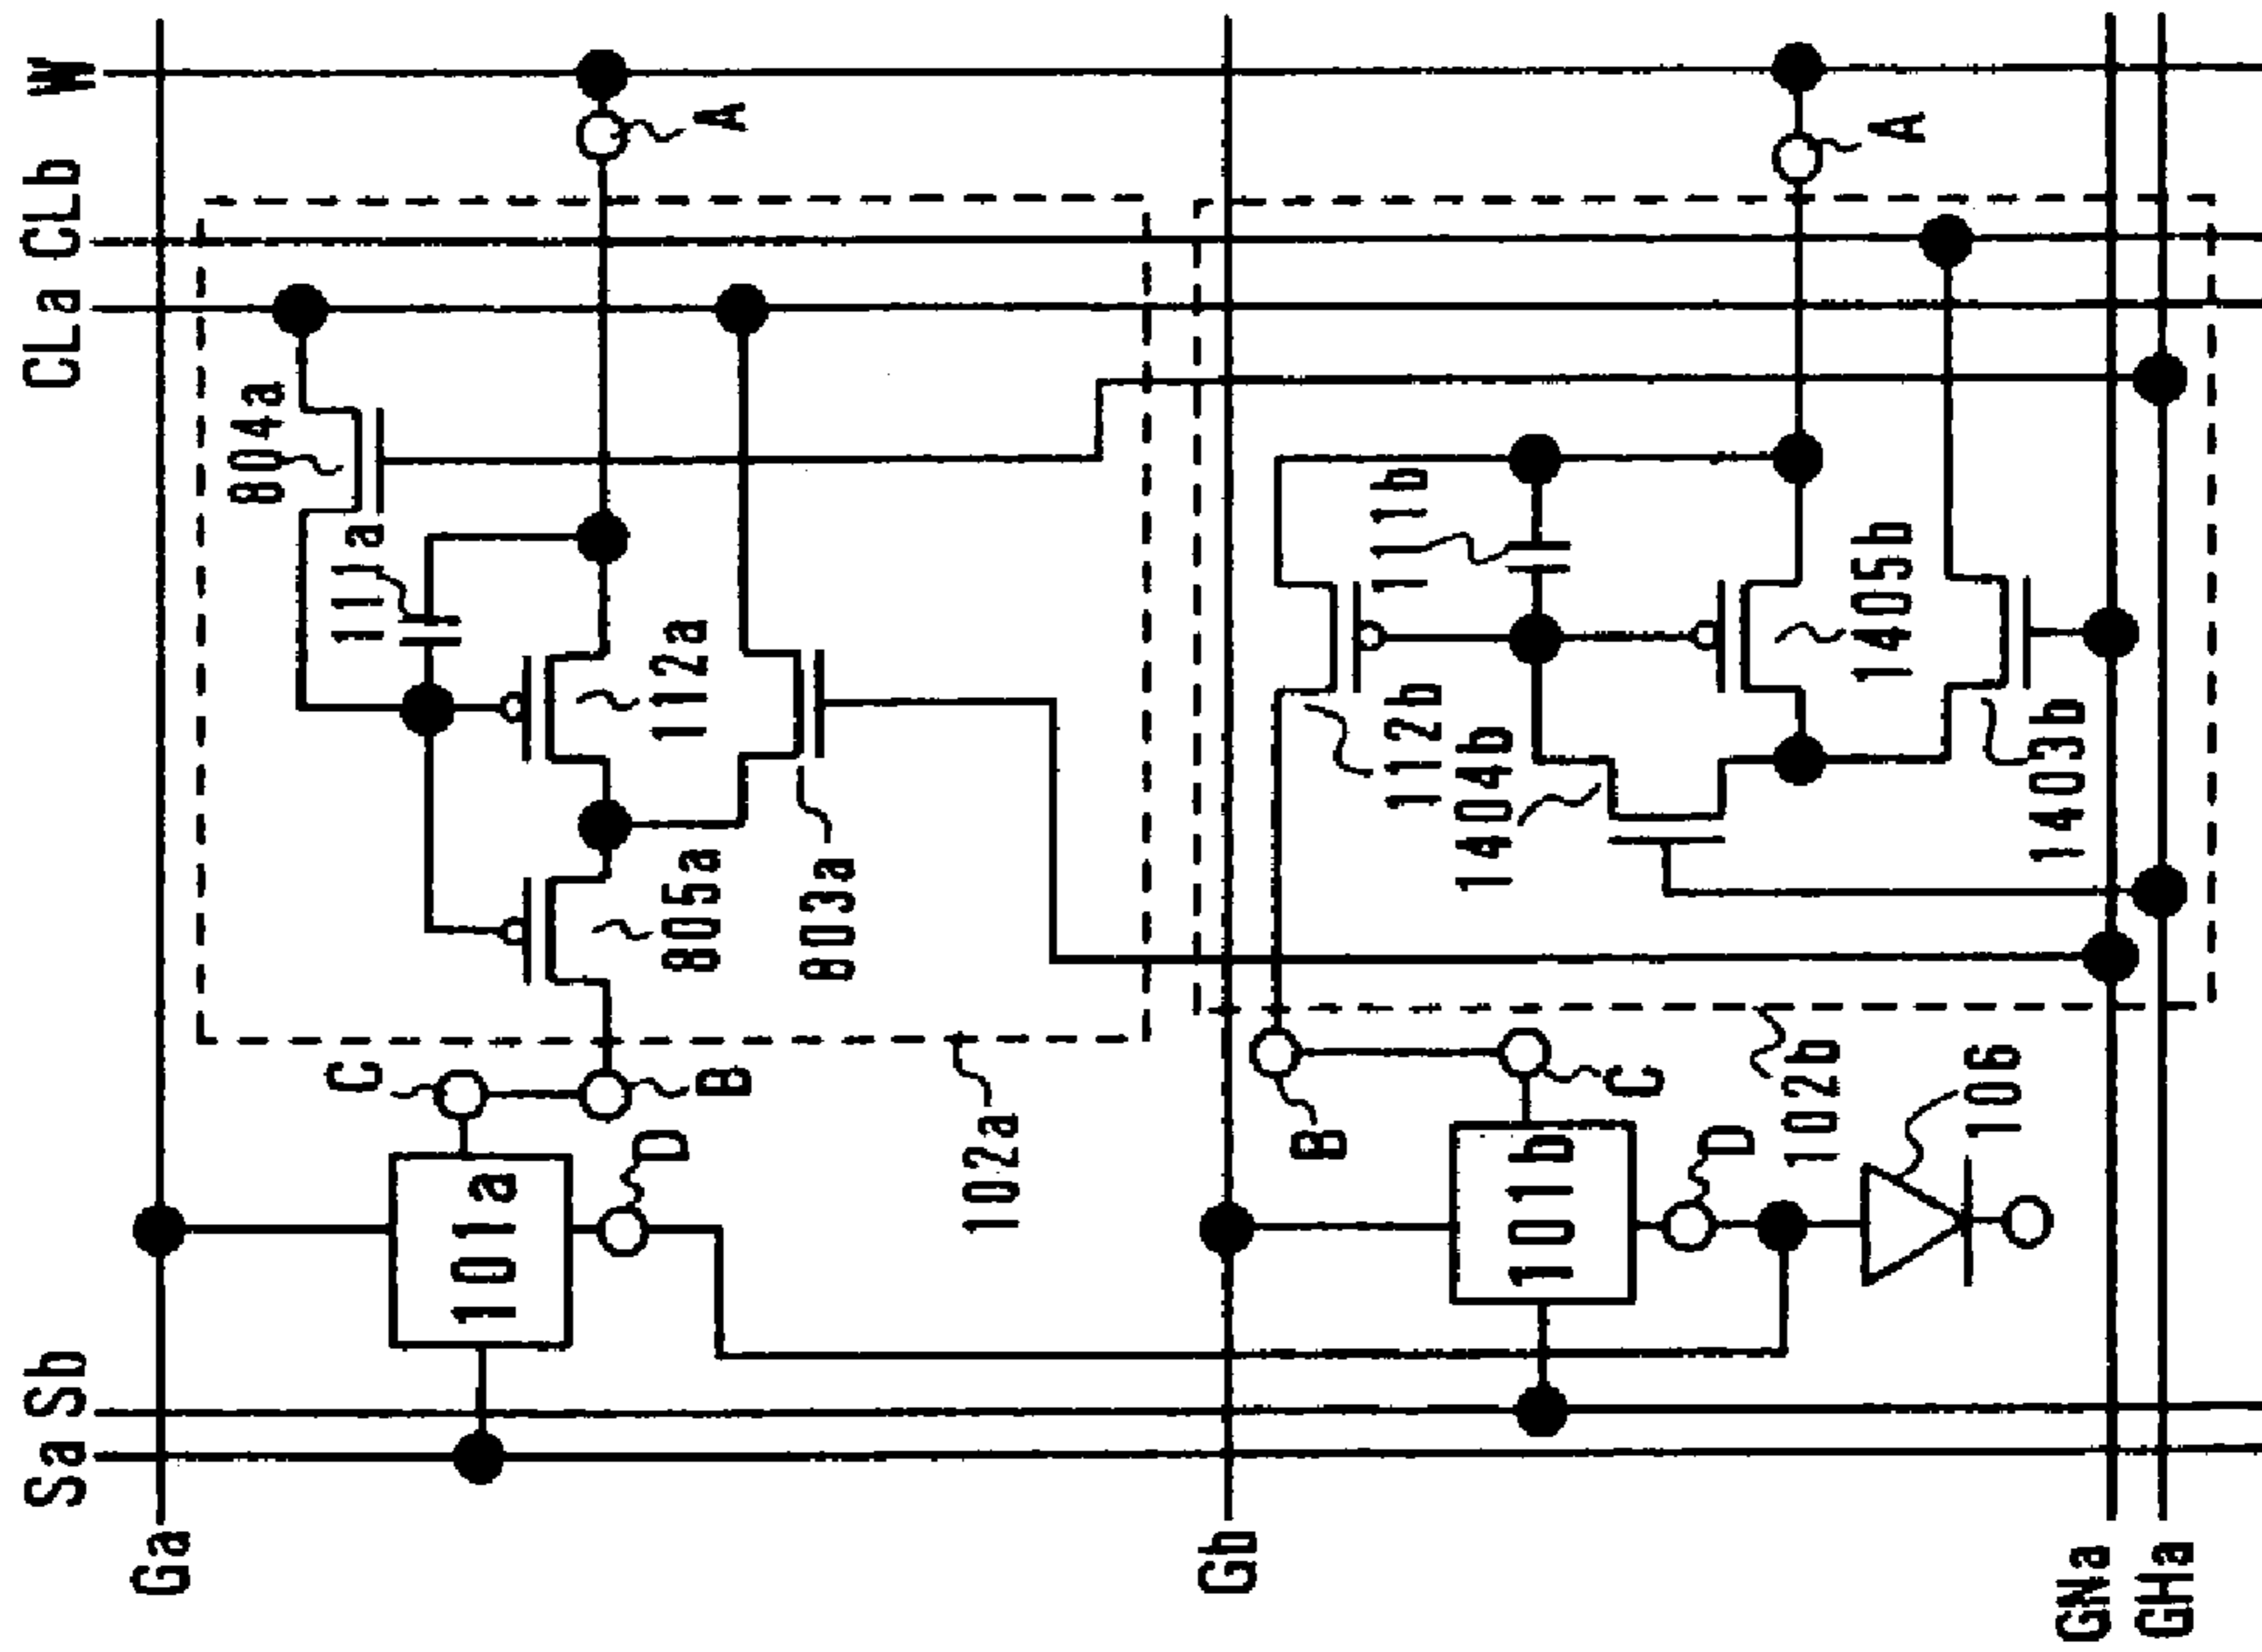 Sa Sb CLa CLb W
Ga
804a
C
111a
101a
D
112a
805a
B
A
803a
102a
Gb
B
111b
112b
1404b
101b
C
D
102b
1405b
A
106
1403b
GNa
GHa